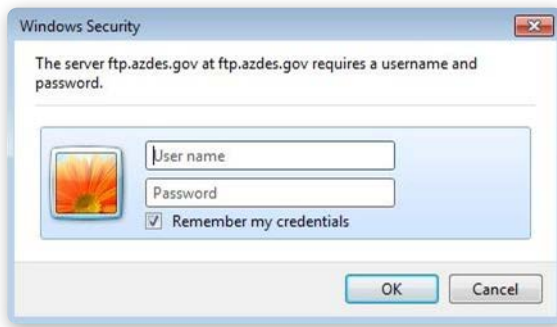 Windows Security
The server ftp.azdes.gov at ftp.azdes.gov requires a username and
password.
User name
Password
Remember my credentials
OK Cancel